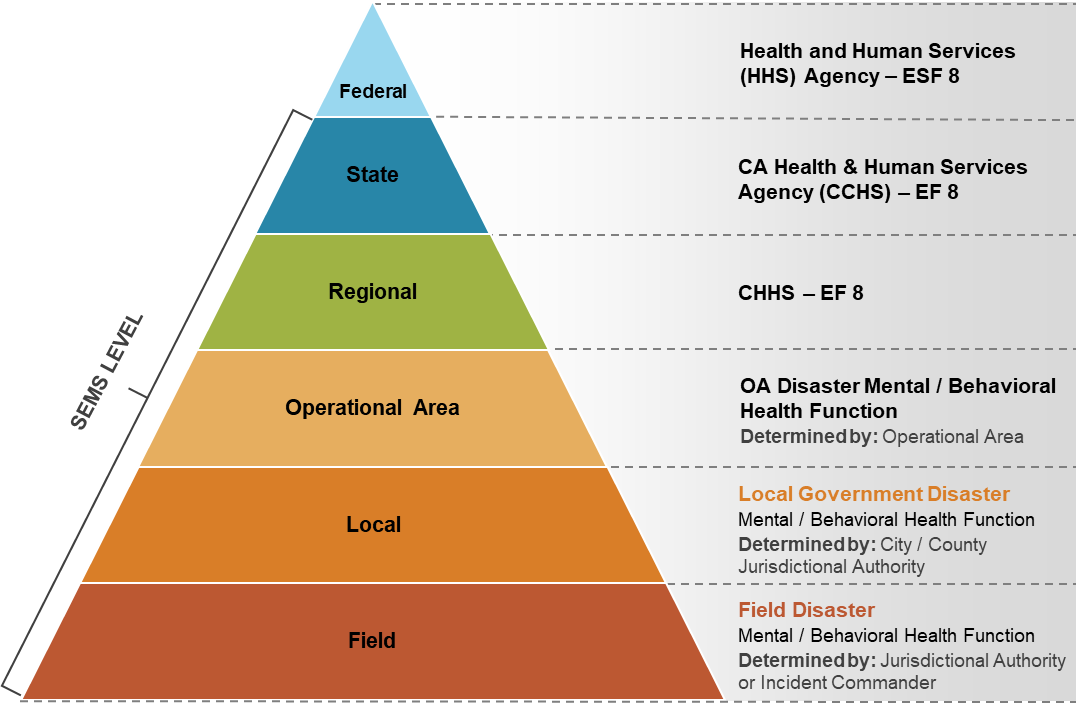 Federal
Health and Human Services
(HHS) Agency – ESF 8
State
CA Health & Human Services
Agency (CCHS) – EF 8
Regional
CHHS – EF 8
SEMS LEVEL
Operational Area
OA Disaster Mental / Behavioral
Health Function
Determined by: Operational Area
Local
Local Government Disaster
Mental / Behavioral Health Function
Determined by: City / County
Jurisdictional Authority
Field
Field Disaster
Mental / Behavioral Health Function
Determined by: Jurisdictional Authority
or Incident Commander